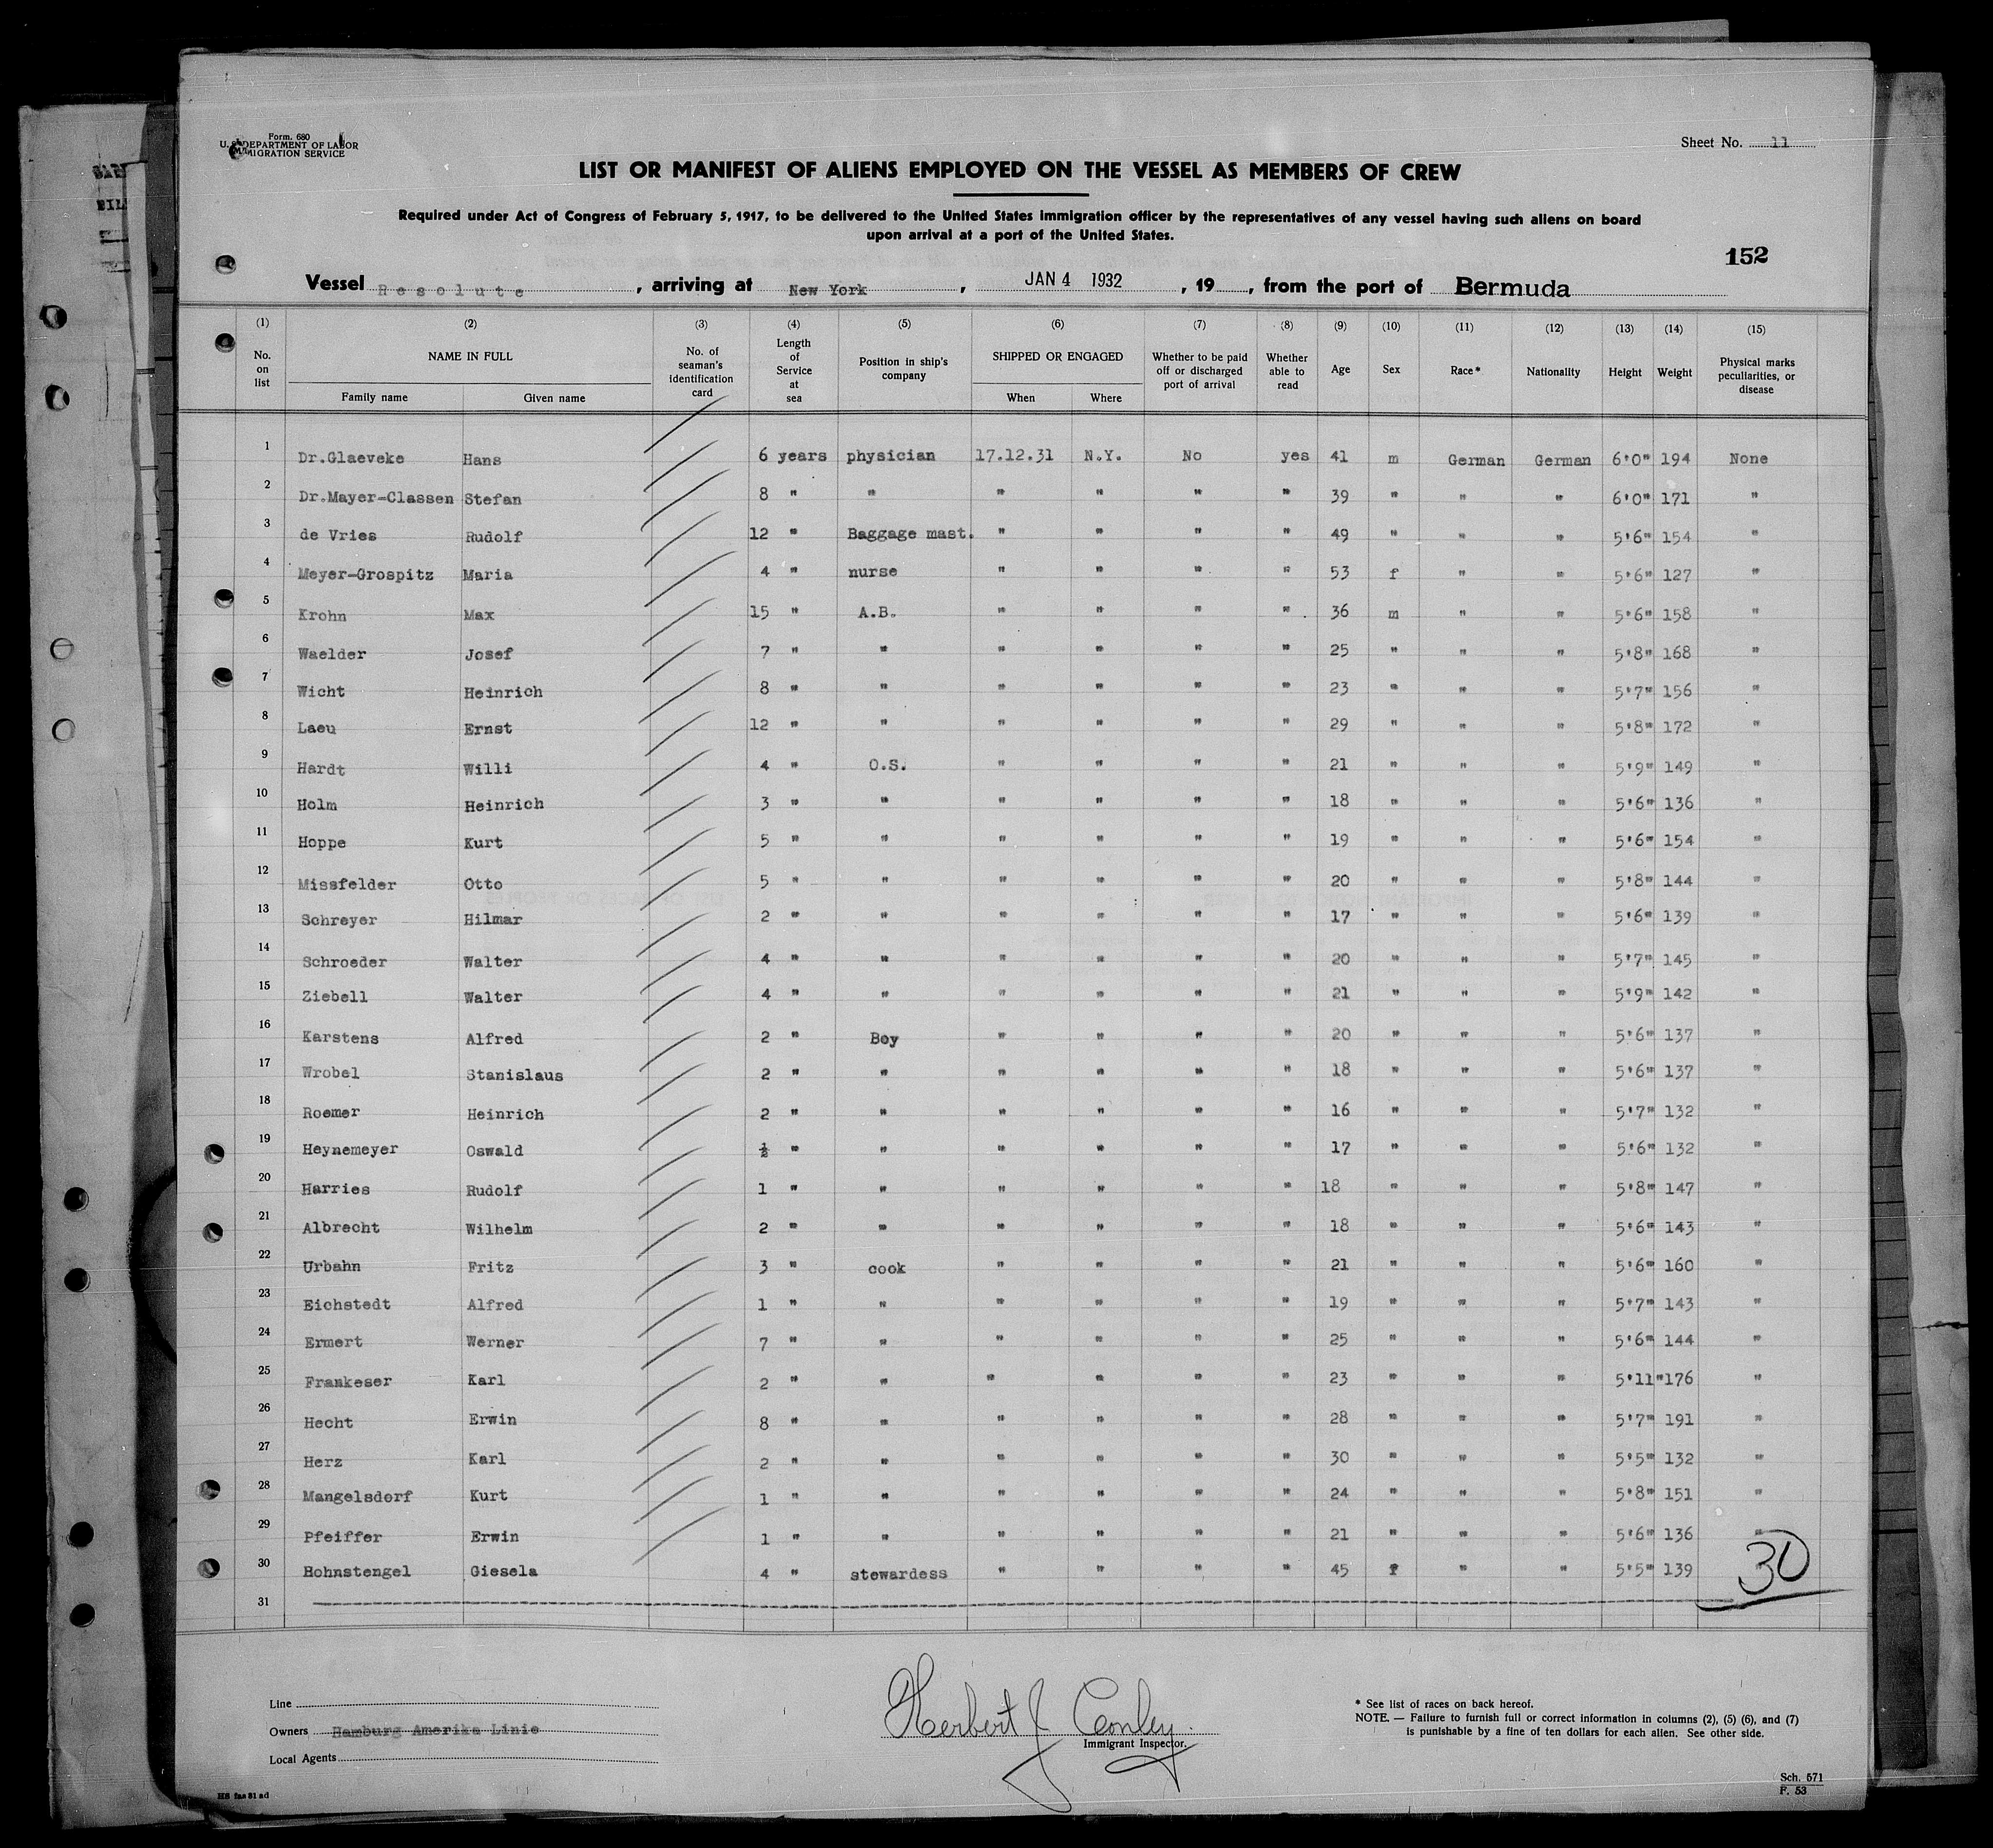 Form. 680
U. S. DEPARTMENT OF LABOR
IMMIGRATION SERVICE
Sheet No. 11
LIST OR MANIFEST OF ALIENS EMPLOYED ON THE VESSEL AS MEMBERS OF CREW
Required under Act of Congress of February 5, 1917, to be delivered to the United States immigration officer by the representatives of any vessel having such aliens on board
upon arrival at a port of the United States.
152
Vessel Resolute, arriving at New York, JAN 4 1932, 19, from the port of Bermuda
(1) (2) (3) (4) (5) (6) (7) (8) (9) (10) (11) (12) (13) (14) (15)
No. on list NAME IN FULL Family name Given name No. of seaman's identification card Length of Service at sea Position in ship's company SHIPPED OR ENGAGED When Where Whether to be paid off or discharged port of arrival Whether able to read Age Sex Race* Nationality Height Weight Physical marks peculiarities, or disease
1 Dr.Glaeveke Hans 6 years physician 17.12.31 N.Y. No yes 41 m German German 6'0" 194 None
2 Dr.Mayer-Classen Stefan 8 " " " " " " 39 " " " 6'0" 171 "
3 de Vries Rudolf 12 " Baggage mast. " " " " 49 " " " 5'6" 154 "
4 Meyer-Grospitz Maria 4 " nurse " " " " 53 f " " 5'6" 127 "
5 Krohn Max 15 " A.B. " " " " 36 m " " 5'6" 158 "
6 Waelder Josef 7 " " " " " " 25 " " " 5'8" 168 "
7 Wicht Heinrich 8 " " " " " " 23 " " " 5'7" 156 "
8 Laeu Ernst 12 " " " " " " 29 " " " 5'8" 172 "
9 Hardt Willi 4 " O.S. " " " " 21 " " " 5'9" 149 "
10 Holm Heinrich 3 " " " " " " 18 " " " 5'6" 136 "
11 Hoppe Kurt 5 " " " " " " 19 " " " 5'6" 154 "
12 Missfelder Otto 5 " " " " " " 20 " " " 5'8" 144 "
13 Schreyer Hilmar 2 " " " " " " 17 " " " 5'6" 139 "
14 Schroeder Walter 4 " " " " " " 20 " " " 5'7" 145 "
15 Ziebell Walter 4 " " " " " " 21 " " " 5'9" 142 "
16 Karstens Alfred 2 " Boy " " " " 20 " " " 5'6" 137 "
17 Wrobel Stanislaus 2 " " " " " " 18 " " " 5'6" 137 "
18 Roemer Heinrich 2 " " " " " " 16 " " " 5'7" 132 "
19 Heynemeyer Oswald ½ " " " " " " 17 " " " 5'6" 132 "
20 Harries Rudolf 1 " " " " " " 18 " " " 5'8" 147 "
21 Albrecht Wilhelm 2 " " " " " " 18 " " " 5'6" 143 "
22 Urbahn Fritz 3 " cook " " " " 21 " " " 5'6" 160 "
23 Eichstedt Alfred 1 " " " " " " 19 " " " 5'7" 143 "
24 Ermert Werner 7 " " " " " " 25 " " " 5'6" 144 "
25 Frankeser Karl 2 " " " " " " 23 " " " 5'11" 176 "
26 Hecht Erwin 8 " " " " " " 28 " " " 5'7" 191 "
27 Herz Karl 2 " " " " " " 30 " " " 5'5" 132 "
28 Mangelsdorf Kurt 1 " " " " " " 24 " " " 5'8" 151 "
29 Pfeiffer Erwin 1 " " " " " " 21 " " " 5'6" 136 "
30 Bohnstengel Giesela 4 " stewardess " " " " 45 f " " 5'5" 139
30
31
Line
Owners Hamburg Amerika Linie
Local Agents
Herbert J Conley
Immigrant Inspector.
* See list of races on back hereof.
NOTE. — Failure to furnish full or correct information in columns (2), (5) (6), and (7)
is punishable by a fine of ten dollars for each alien. See other side.
Sch. 571
F. 53